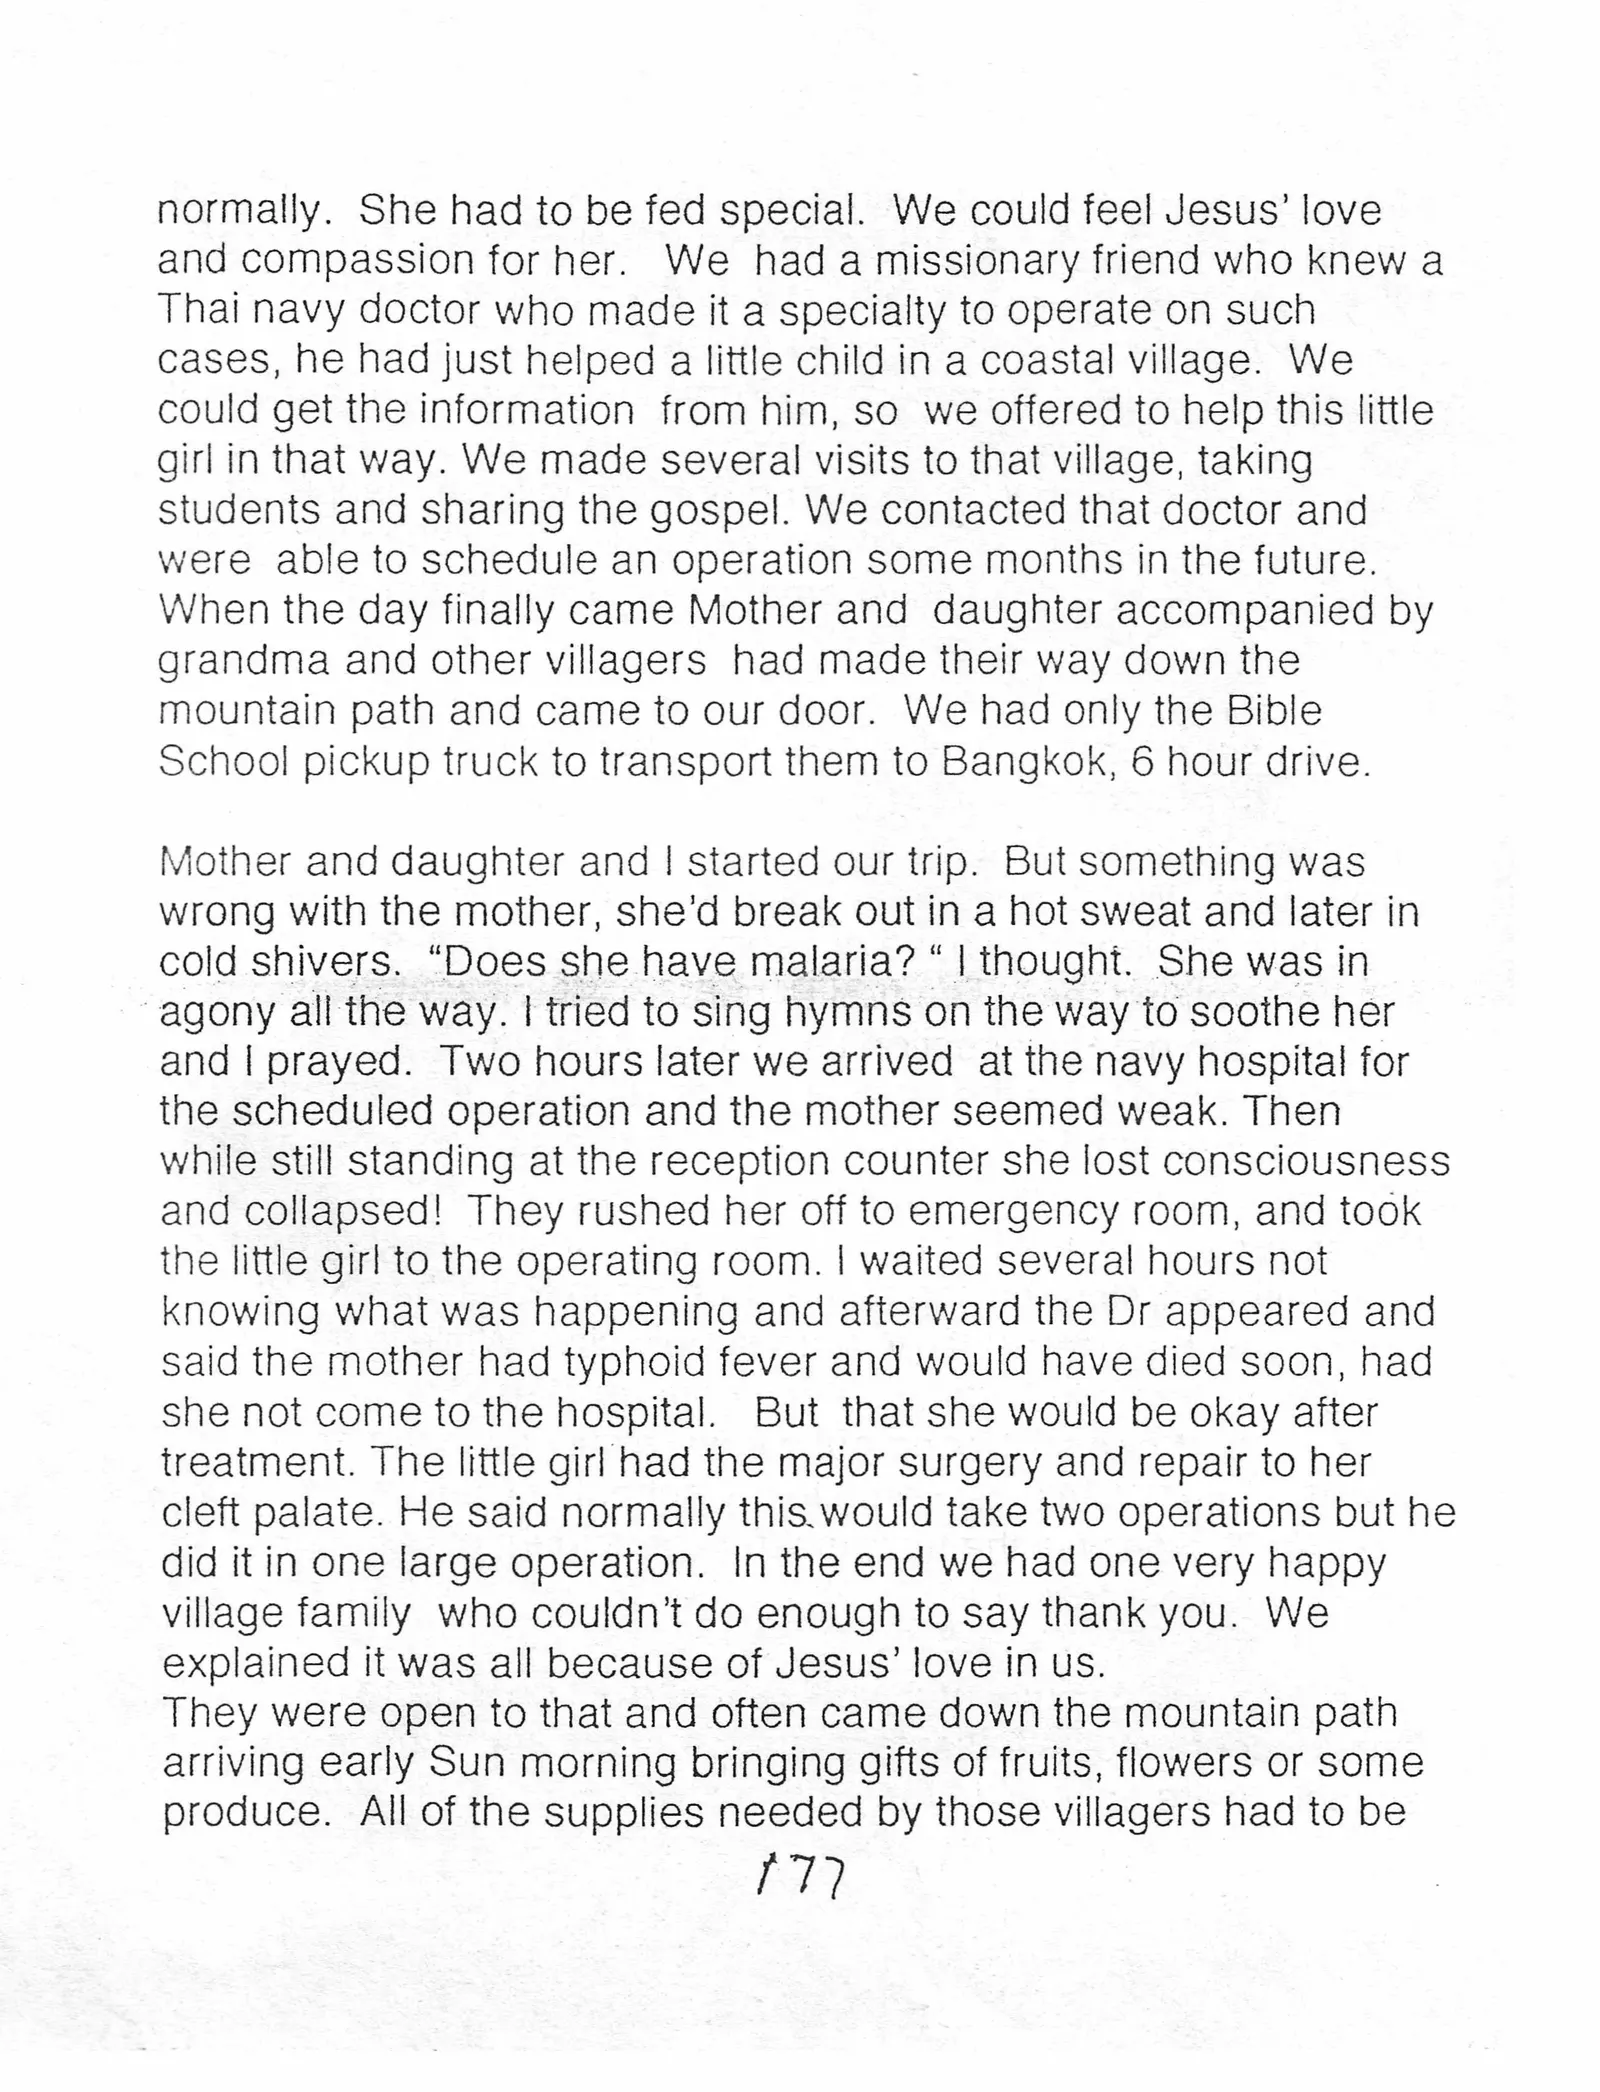 normally.  She had to be fed special.  We could feel Jesus' love
and compassion for her.   We  had a missionary friend who knew a
Thai navy doctor who made it a specialty to operate on such
cases, he had just helped a little child in a coastal village.  We
could get the information  from him, so  we offered to help this little
girl in that way. We made several visits to that village, taking
students and sharing the gospel. We contacted that doctor and
were  able to schedule an operation some months in the future.
When the day finally came Mother and  daughter accompanied by
grandma and other villagers  had made their way down the
mountain path and came to our door.  We had only the Bible
School pickup truck to transport them to Bangkok, 6 hour drive.

Mother and daughter and I started our trip.  But something was
wrong with the mother, she'd break out in a hot sweat and later in
cold shivers.  “Does she have malaria? “ I thought.  She was in
agony all the way. I tried to sing hymns on the way to soothe her
and I prayed.  Two hours later we arrived  at the navy hospital for
the scheduled operation and the mother seemed weak. Then
while still standing at the reception counter she lost consciousness
and collapsed!  They rushed her off to emergency room, and took
the little girl to the operating room. I waited several hours not
knowing what was happening and afterward the Dr appeared and
said the mother had typhoid fever and would have died soon, had
she not come to the hospital.   But  that she would be okay after
treatment. The little girl had the major surgery and repair to her
cleft palate. He said normally this would take two operations but he
did it in one large operation.  In the end we had one very happy
village family  who couldn't do enough to say thank you.  We
explained it was all because of Jesus' love in us.
They were open to that and often came down the mountain path
arriving early Sun morning bringing gifts of fruits, flowers or some
produce.  All of the supplies needed by those villagers had to be
177